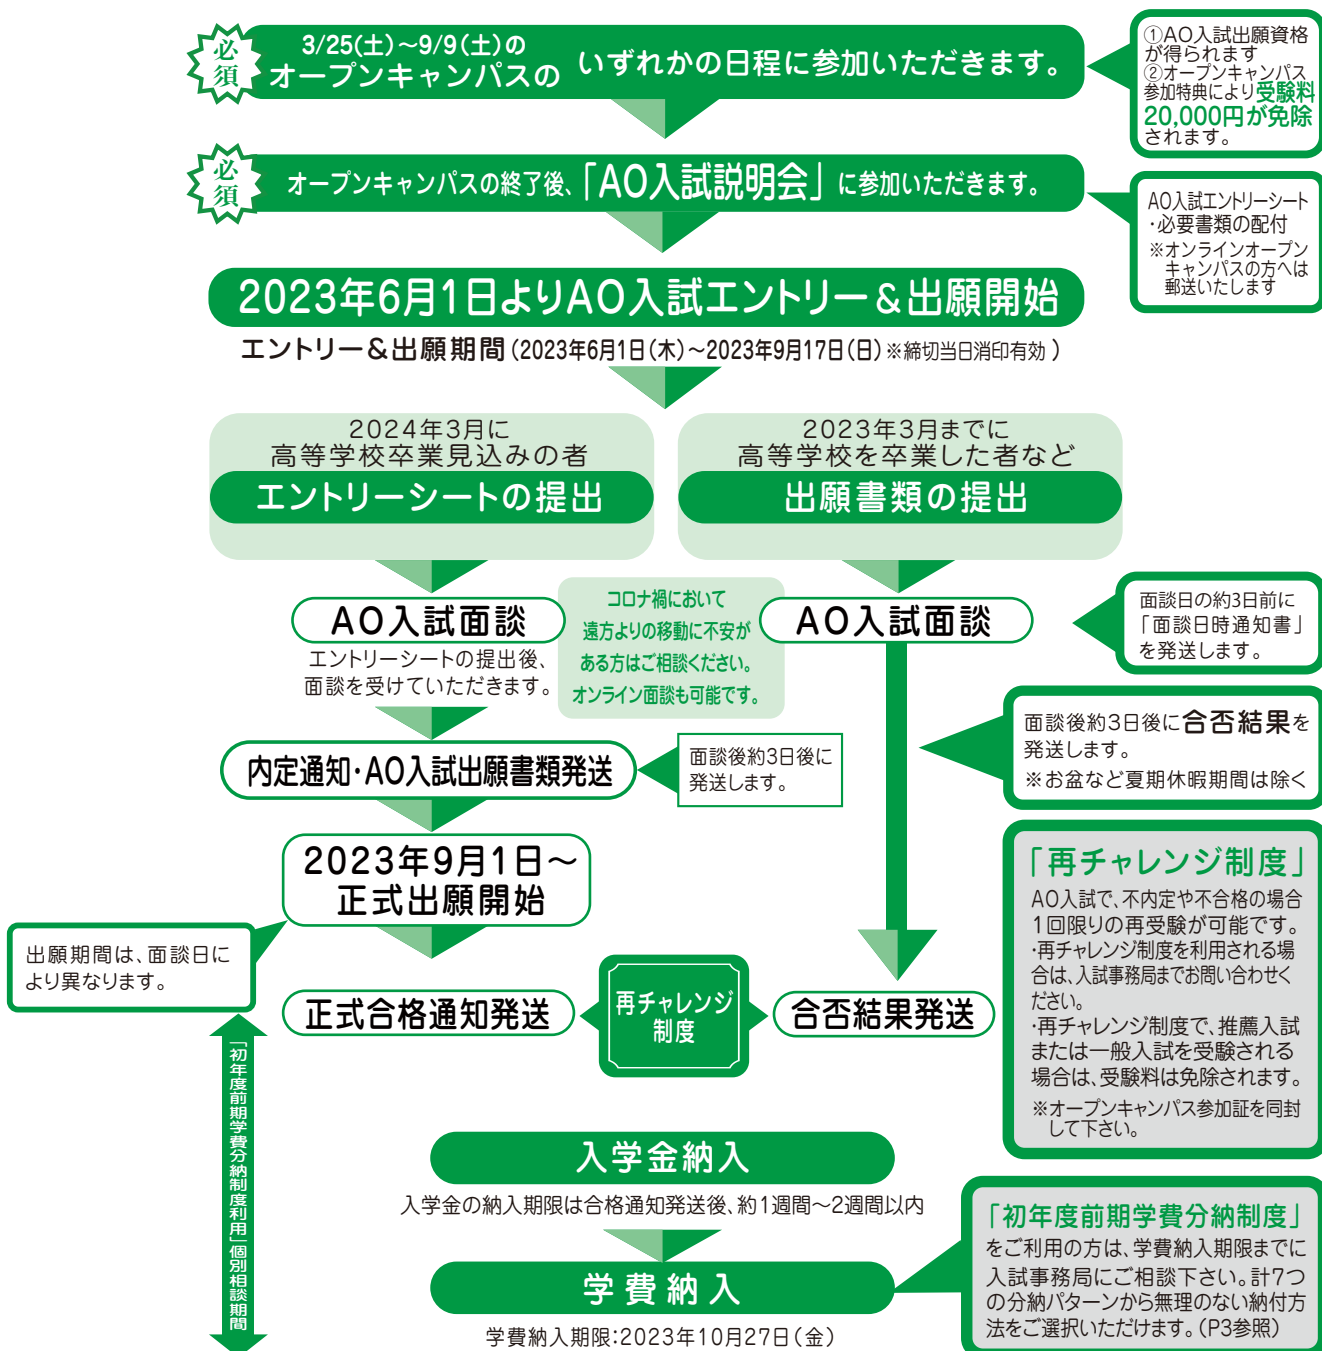 必須
3/25(土)～9/9(土)の
オープンキャンパスの いずれかの日程に参加いただきます。
①AO入試出願資格
が得られます
②オープンキャンパス
参加特典により受験料
20,000円が免除
されます。
必須
オープンキャンパスの終了後、「AO入試説明会」に参加いただきます。
AO入試エントリーシート
・必要書類の配付
※オンラインオープン
キャンパスの方へは
郵送いたします
2023年6月1日よりAO入試エントリー＆出願開始
エントリー＆出願期間（2023年6月1日（木）～2023年9月17日（日）※締切当日消印有効 ）
2024年3月に
高等学校卒業見込みの者
エントリーシートの提出
2023年3月までに
高等学校を卒業した者など
出願書類の提出
AO入試面談
エントリーシートの提出後、
面談を受けていただきます。
コロナ禍において
遠方よりの移動に不安が
ある方はご相談ください。
オンライン面談も可能です。
AO入試面談
面談日の約3日前に
「面談日時通知書」
を発送します。
面談後約3日後に合否結果を
発送します。
※お盆など夏期休暇期間は除く
内定通知・AO入試出願書類発送
面談後約3日後に
発送します。
2023年9月1日～
正式出願開始
出願期間は、面談日に
より異なります。
「再チャレンジ制度」
AO入試で、不内定や不合格の場合
1回限りの再受験が可能です。
・再チャレンジ制度を利用される場
合は、入試事務局までお問い合わせく
ださい。
・再チャレンジ制度で、推薦入試
または一般入試を受験される
場合は、受験料は免除されます。
※オープンキャンパス参加証を同封
して下さい。
正式合格通知発送
再チャレンジ
制度
合否結果発送
「初年度前期学費分納制度利用」個別相談期間
入学金納入
入学金の納入期限は合格通知発送後、約1週間～2週間以内
学費納入
学費納入期限：2023年10月27日（金）
「初年度前期学費分納制度」
をご利用の方は、学費納入期限までに
入試事務局にご相談下さい。計7つ
の分納パターンから無理のない納付方
法をご選択いただけます。（P3参照）